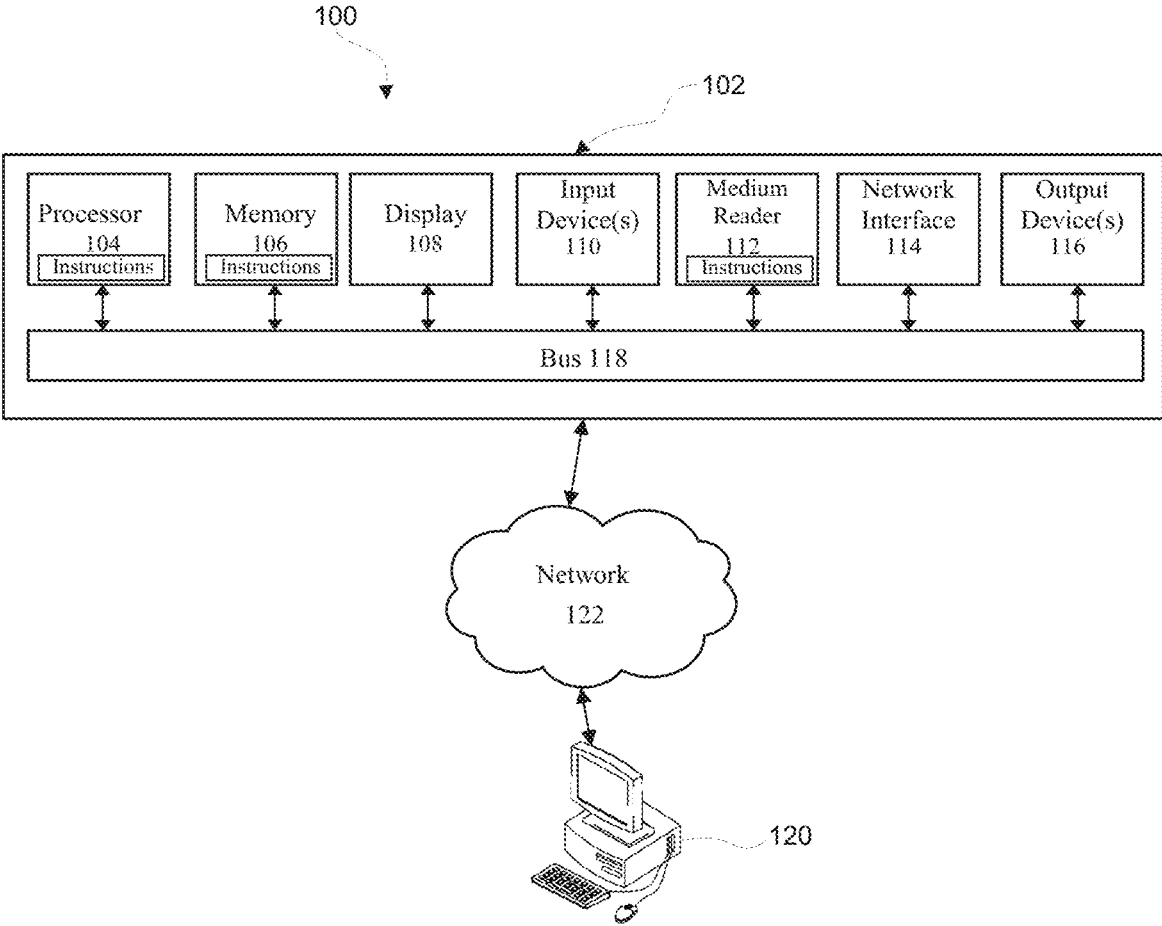 100
102
Processor
104
Instructions
Memory
106
Instructions
Display
108
Input
Device(s)
110
Medium
Reader
112
Instructions
Network
Interface
114
Output
Device(s)
116
Bus 118
Network
122
120